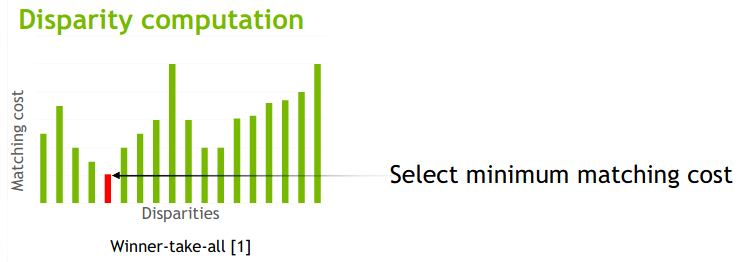 Disparity computation
Matching cost
Select minimum matching cost
Disparities
Winner-take-all [1]